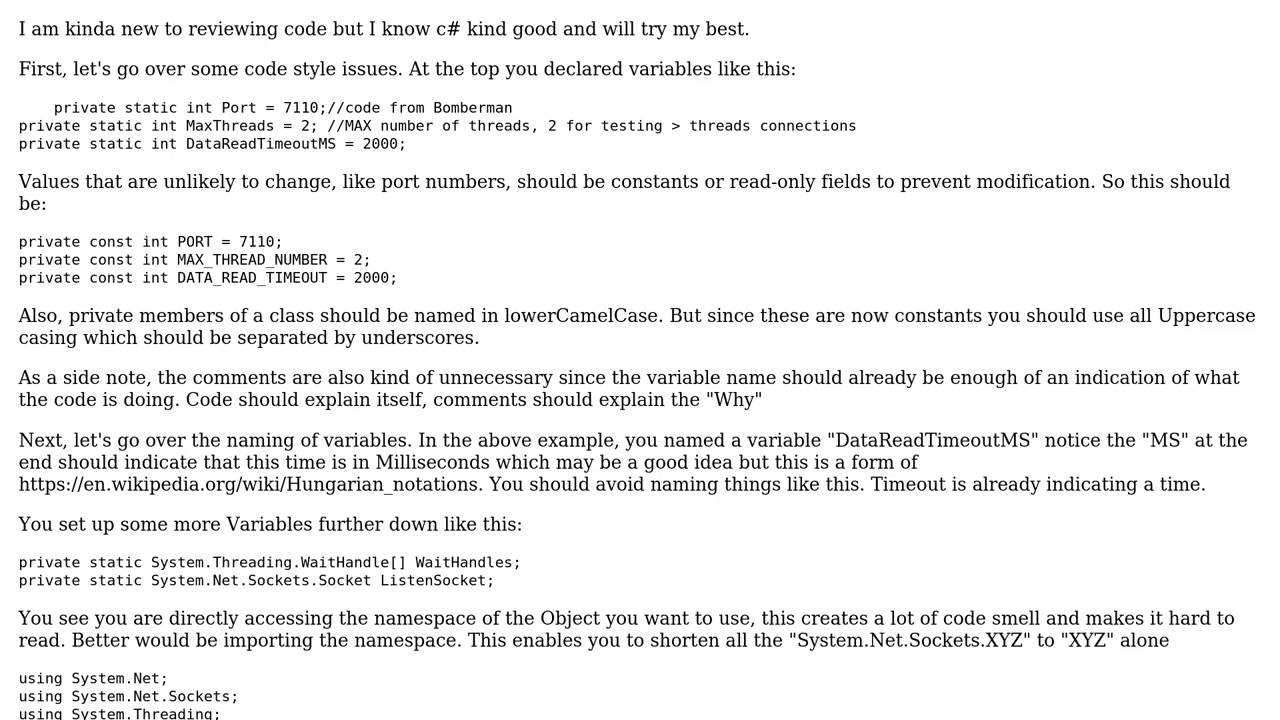 I am kinda new to reviewing code but I know c# kind good and will try my best.
First, let's go over some code style issues. At the top you declared variables like this:
    private static int Port = 7110;//code from Bomberman
private static int MaxThreads = 2; //MAX number of threads, 2 for testing > threads connections
private static int DataReadTimeoutMS = 2000;
Values that are unlikely to change, like port numbers, should be constants or read-only fields to prevent modification. So this should
be:
private const int PORT = 7110;
private const int MAX_THREAD_NUMBER = 2;
private const int DATA_READ_TIMEOUT = 2000;
Also, private members of a class should be named in lowerCamelCase. But since these are now constants you should use all Uppercase
casing which should be separated by underscores.
As a side note, the comments are also kind of unnecessary since the variable name should already be enough of an indication of what
the code is doing. Code should explain itself, comments should explain the "Why"
Next, let's go over the naming of variables. In the above example, you named a variable "DataReadTimeoutMS" notice the "MS" at the
end should indicate that this time is in Milliseconds which may be a good idea but this is a form of
https://en.wikipedia.org/wiki/Hungarian_notations. You should avoid naming things like this. Timeout is already indicating a time.
You set up some more Variables further down like this:
private static System.Threading.WaitHandle[] WaitHandles;
private static System.Net.Sockets.Socket ListenSocket;
You see you are directly accessing the namespace of the Object you want to use, this creates a lot of code smell and makes it hard to
read. Better would be importing the namespace. This enables you to shorten all the "System.Net.Sockets.XYZ" to "XYZ" alone
using System.Net;
using System.Net.Sockets;
using System.Threading;